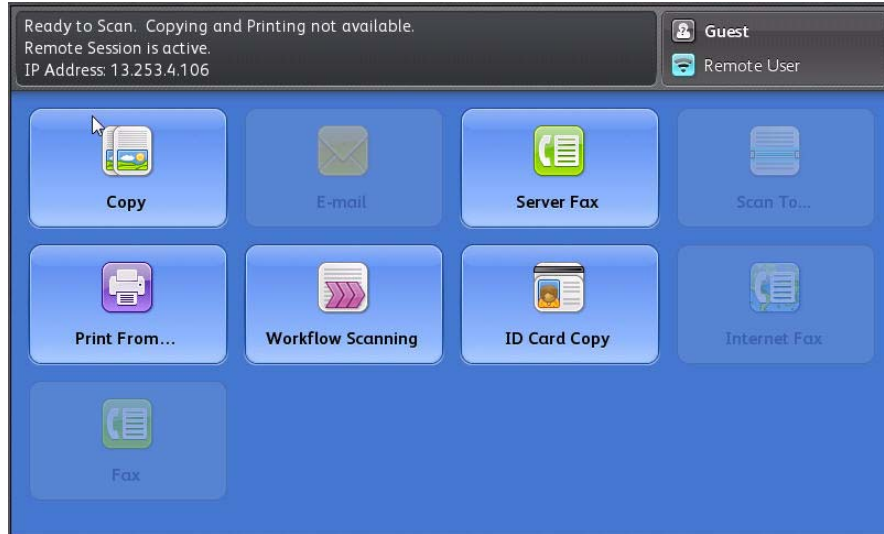 Ready to Scan. Copying and Printing not available.
Remote Session is active.
IP Address: 13.253.4.106
Guest
Remote User
Copy
E-mail
Server Fax
Scan To...
Print From...
Workflow Scanning
ID Card Copy
Internet Fax
Fax